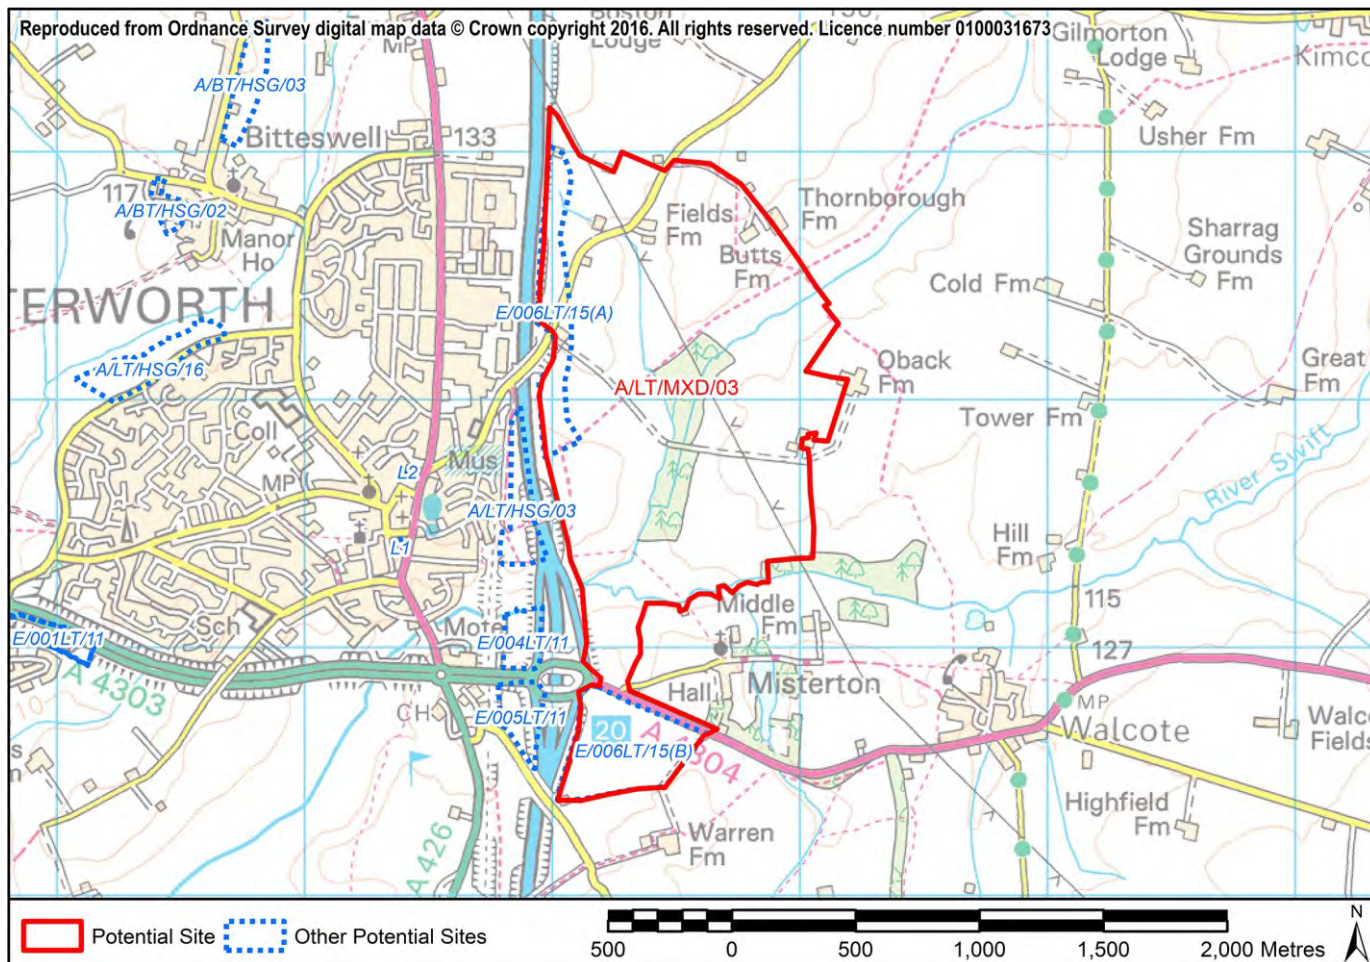 Reproduced from Ordnance Survey digital map data © Crown copyright 2016. All rights reserved. Licence number 0100031673
Lodge
MP
Gilmorton
Lodge
Kimco
A/BT/HSG/03
Bitteswell
133
Usher Fm
117
A/BT/HSG/02
Manor
Ho
Fields
Fm
Butts
Fm
Thornborough
Fm
Sharrag
Grounds
Fm
Cold Fm
TERWORTH
E/006LT/15(A)
A/LT/HSG/16
A/LT/MXD/03
Oback
Fm
Great
Fm
Tower Fm
Coll
MP
L2
Mus
River Swift
A/LT/HSG/03
L1
Hill
Fm
115
Middle
Fm
Sch
Mote
E/004LT/11
E/001LT/11
127
A 4303
Hall
Misterton
MP
CH
E/005LT/11
20
E/006LT/15(B)
A 4304
Walcote
Walco
Fields
A 426
Highfield
Fm
Warren
Fm
Potential Site
Other Potential Sites
500
0
500
1,000
1,500
2,000 Metres
N